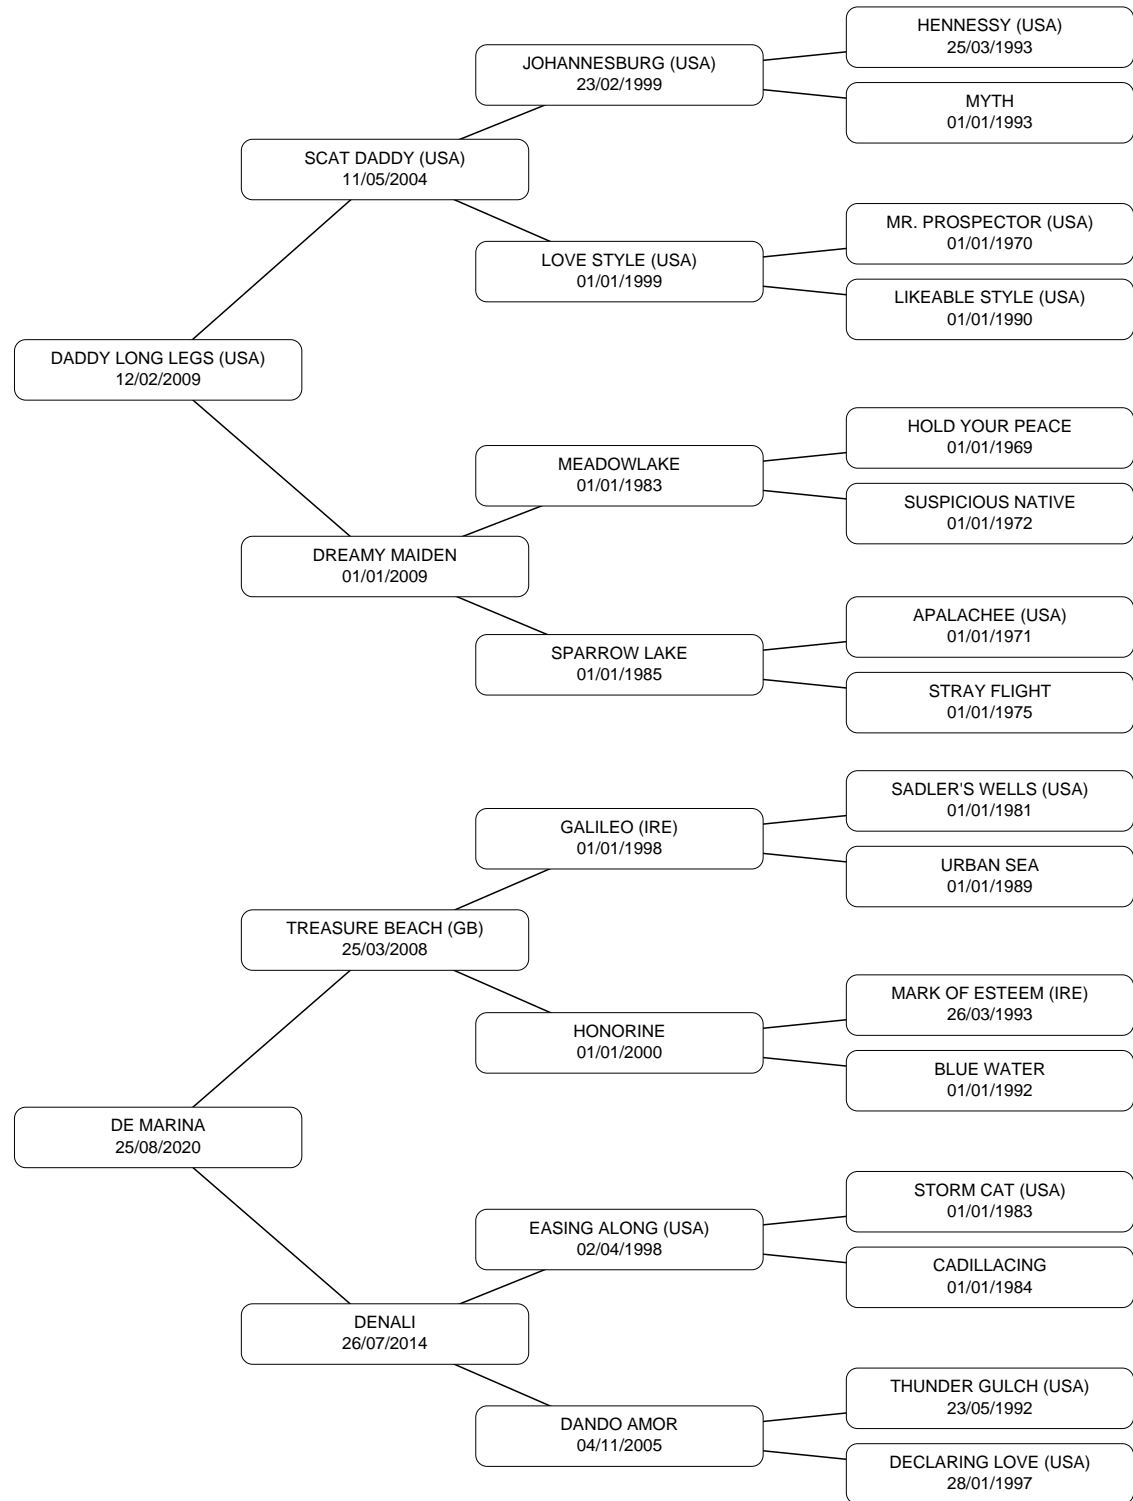 HENNESSY (USA)
25/03/1993
JOHANNESBURG (USA)
23/02/1999
MYTH
01/01/1993
SCAT DADDY (USA)
11/05/2004
MR. PROSPECTOR (USA)
01/01/1970
LOVE STYLE (USA)
01/01/1999
LIKEABLE STYLE (USA)
01/01/1990
DADDY LONG LEGS (USA)
12/02/2009
HOLD YOUR PEACE
01/01/1969
MEADOWLAKE
01/01/1983
SUSPICIOUS NATIVE
01/01/1972
DREAMY MAIDEN
01/01/2009
APALACHEE (USA)
01/01/1971
SPARROW LAKE
01/01/1985
STRAY FLIGHT
01/01/1975
SADLER'S WELLS (USA)
01/01/1981
GALILEO (IRE)
01/01/1998
URBAN SEA
01/01/1989
TREASURE BEACH (GB)
25/03/2008
MARK OF ESTEEM (IRE)
26/03/1993
HONORINE
01/01/2000
BLUE WATER
01/01/1992
DE MARINA
25/08/2020
STORM CAT (USA)
01/01/1983
EASING ALONG (USA)
02/04/1998
CADILLACING
01/01/1984
DENALI
26/07/2014
THUNDER GULCH (USA)
23/05/1992
DANDO AMOR
04/11/2005
DECLARING LOVE (USA)
28/01/1997